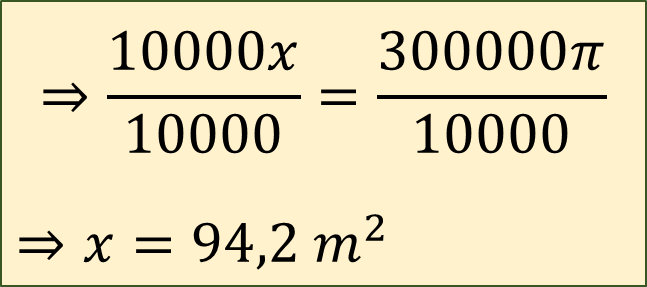 ⇒ 10000x/10000 = 300000π/10000
⇒ x = 94,2 m²